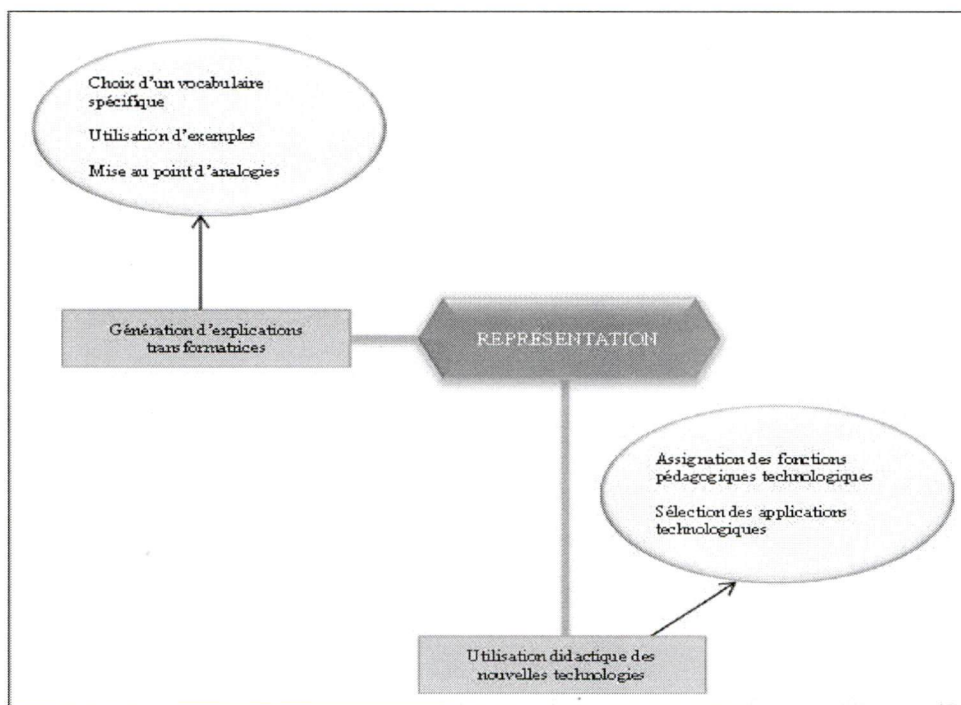 Choix d'un vocabulaire
spécifique
Utilisation d'exemples
Mise au point d'analogies
Génération d'explications
transformatrices
REPRÉSENTATION
Assignation des fonctions
pédagogiques technologiques
Sélection des applications
technologiques
Utilisation didactique des
nouvelles technologies